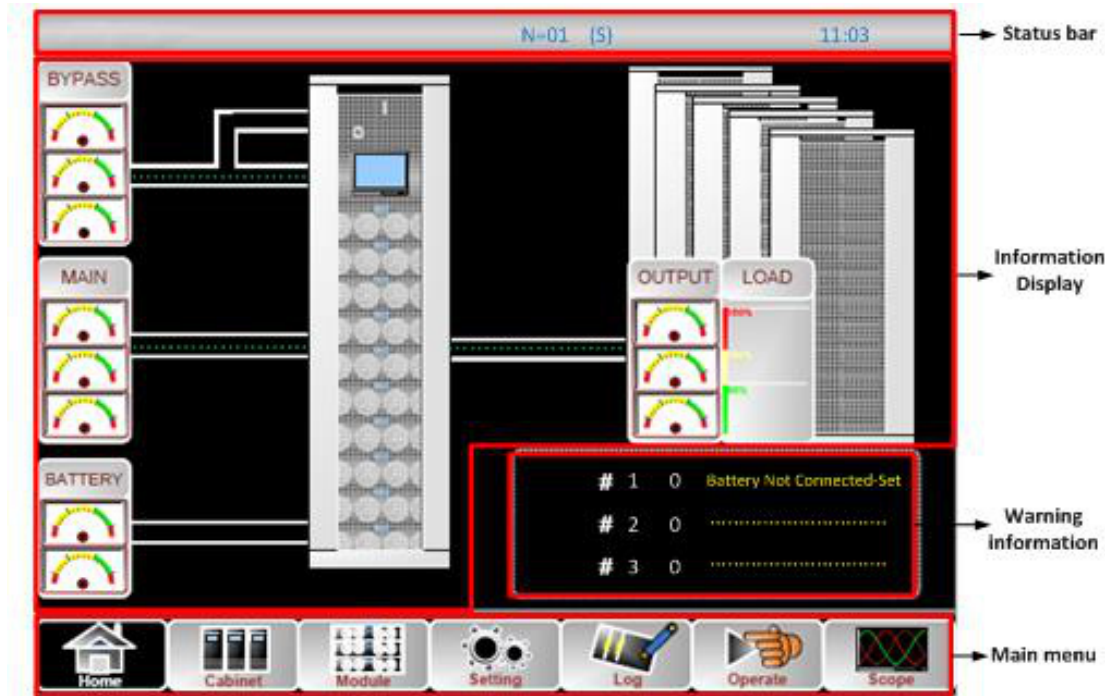 N=01 (S) 11:03
Status bar
BYPASS
MAIN
OUTPUT LOAD
Information
Display
BATTERY
# 1 0 Battery Not Connected-Set
# 2 0
# 3 0
Warning
information
Home Cabinet Module Setting Log Operate Scope
Main menu